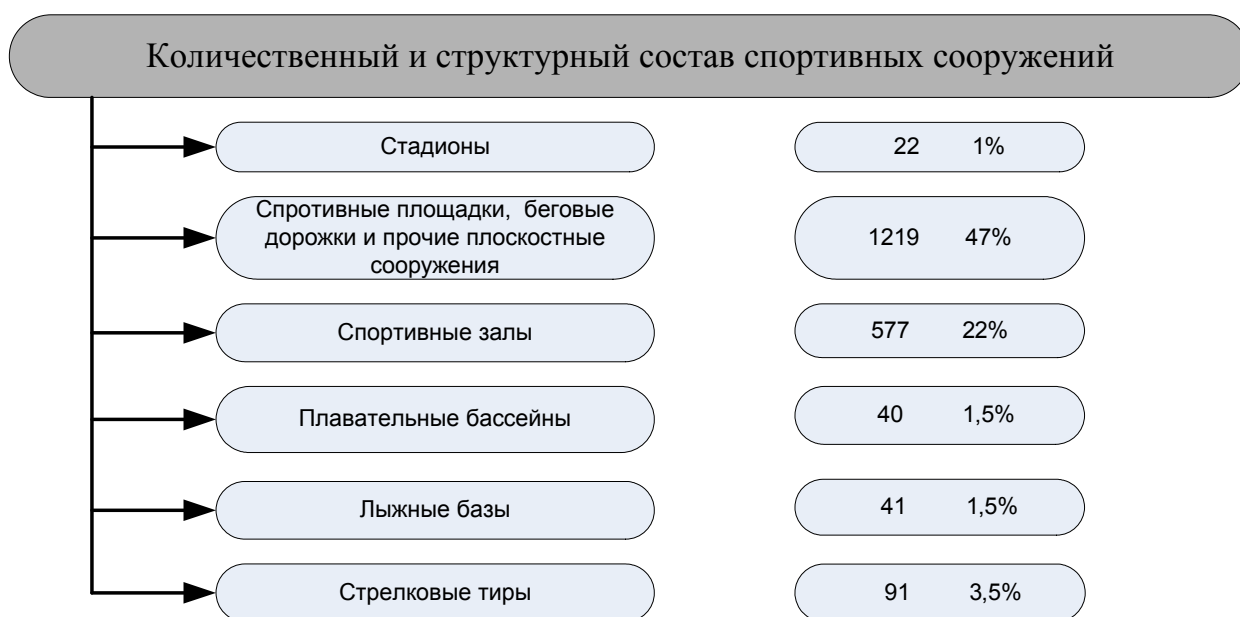 Количественный и структурный состав спортивных сооружений
Стадионы
22 1%
Спротивные площадки, беговые
дорожки и прочие плоскостные
сооружения
1219 47%
Спортивные залы
577 22%
Плавательные бассейны
40 1,5%
Лыжные базы
41 1,5%
Стрелковые тиры
91 3,5%